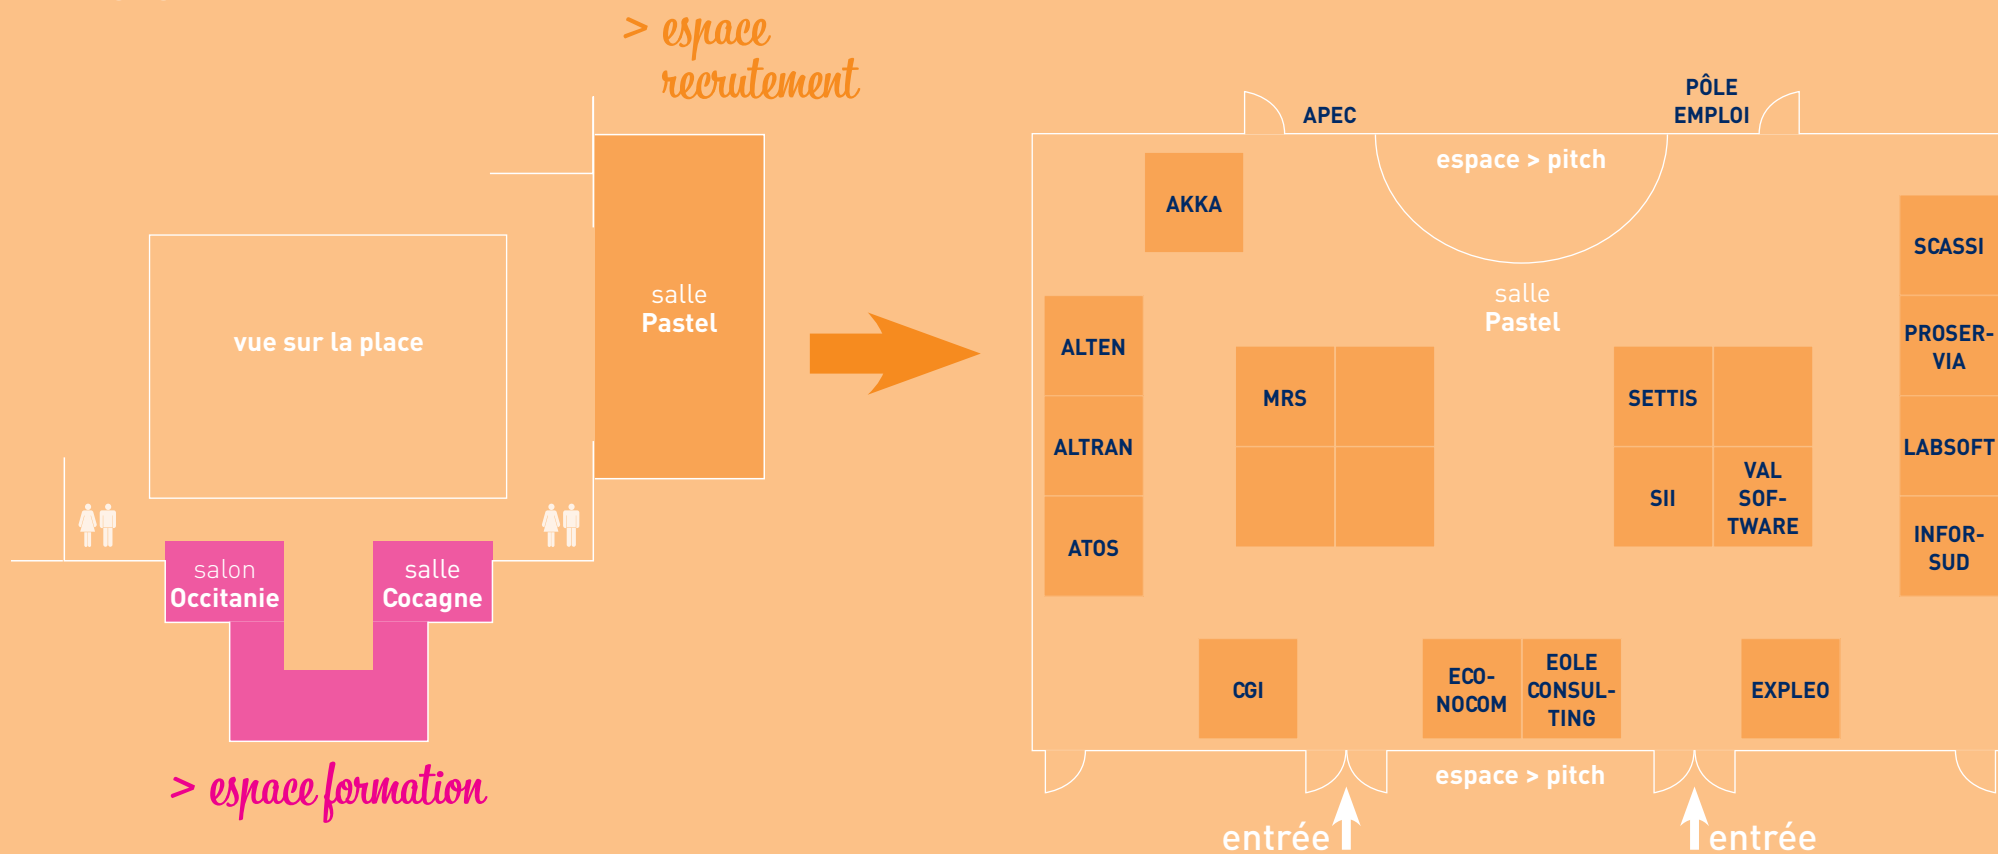 > espace
recrutement
salle
Pastel
vue sur la place
salon
Occitanie
salle
Cocagne
> espace formation
APEC
PÔLE
EMPLOI
espace > pitch
AKKA
SCASSI
salle
Pastel
ALTEN
PROSER-
VIA
MRS
SETTIS
ALTRAN
LABSOFT
SII
VAL
SOF-
TWARE
ATOS
INFOR-
SUD
CGI
ECO-
NOCOM
EOLE
CONSUL-
TING
EXPLEO
espace > pitch
entrée
entrée